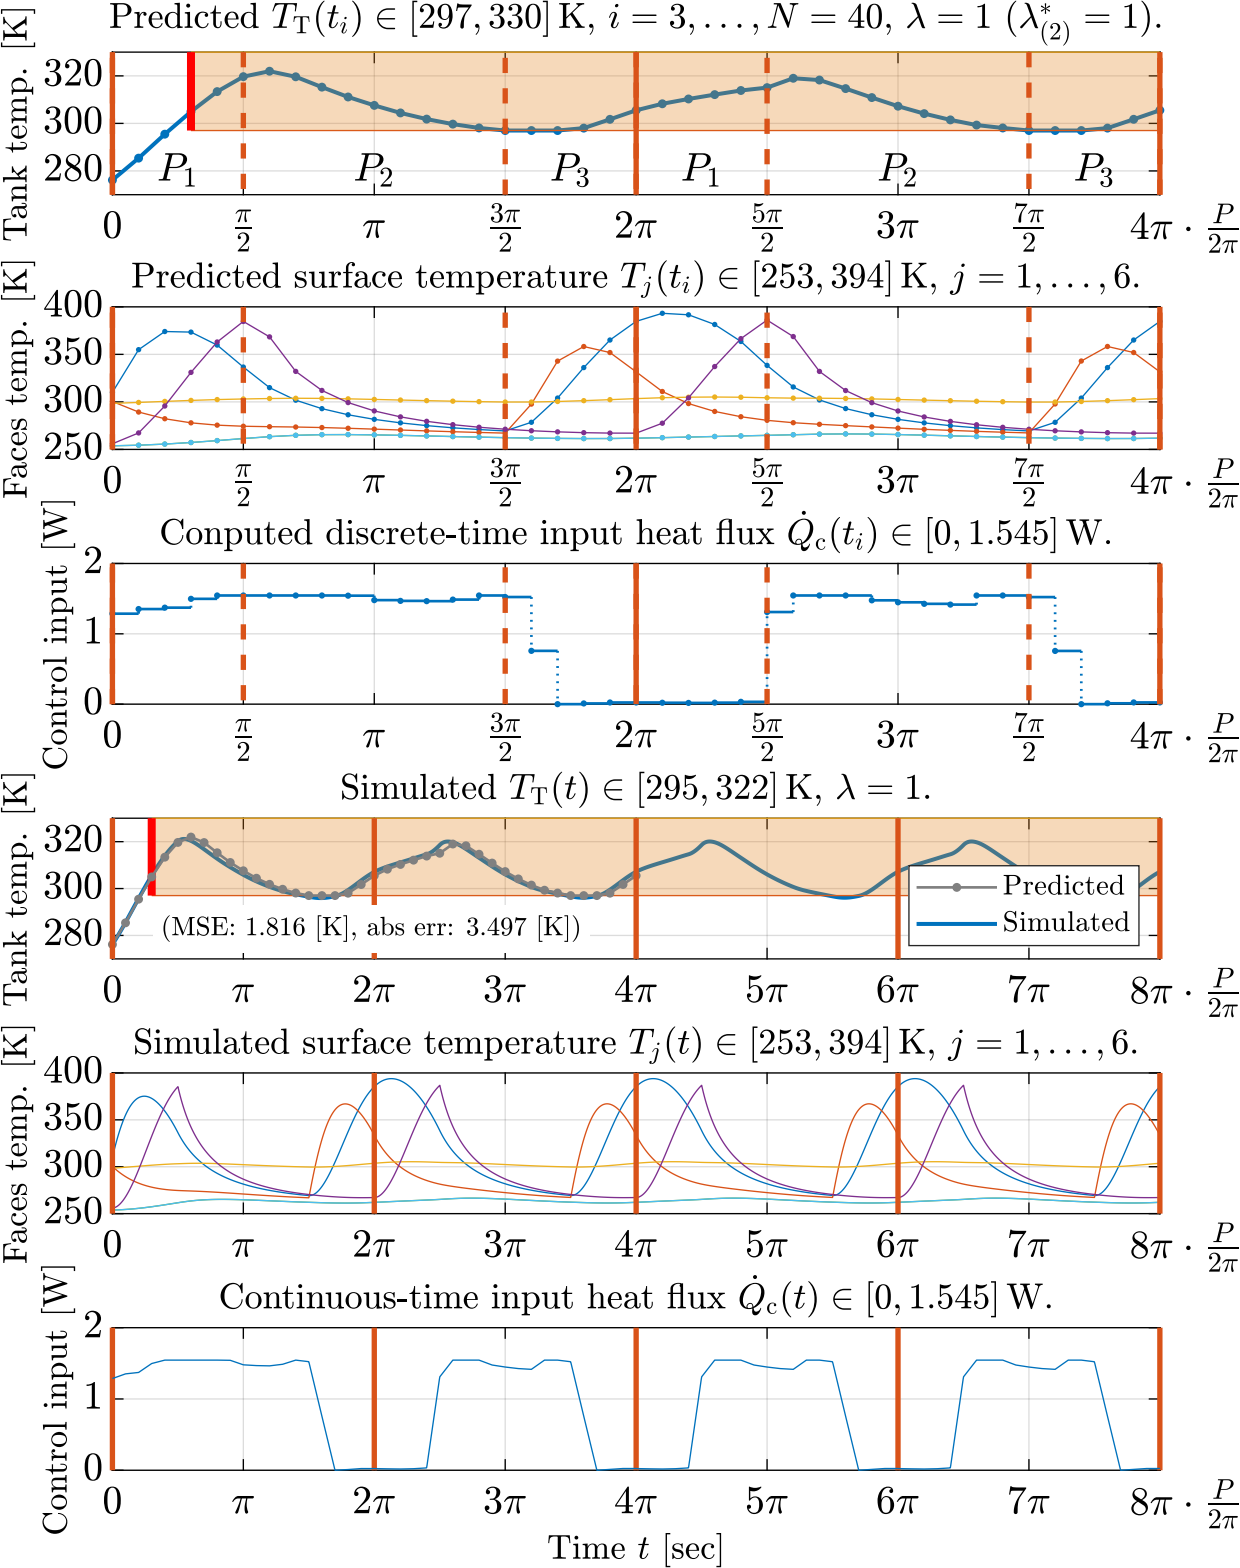 Predicted T_T(t_i) ∈ [297, 330] K, i = 3, . . . , N = 40, λ = 1 (λ*_(2) = 1).
Tank temp. [K]
320
300
280
P_1 P_2 P_3 P_1 P_2 P_3
0 π/2 π 3π/2 2π 5π/2 3π 7π/2 4π · P/2π
Predicted surface temperature T_j(t_i) ∈ [253, 394] K, j = 1, . . . , 6.
Faces temp. [K]
400
350
300
250
0 π/2 π 3π/2 2π 5π/2 3π 7π/2 4π · P/2π
Conputed discrete-time input heat flux Q̇_c(t_i) ∈ [0, 1.545] W.
Control input [W]
2
1
0
0 π/2 π 3π/2 2π 5π/2 3π 7π/2 4π · P/2π
Simulated T_T(t) ∈ [295, 322] K, λ = 1.
Tank temp. [K]
320
300
280
(MSE: 1.816 [K], abs err: 3.497 [K])
Predicted
Simulated
0 π 2π 3π 4π 5π 6π 7π 8π · P/2π
Simulated surface temperature T_j(t) ∈ [253, 394] K, j = 1, . . . , 6.
Faces temp. [K]
400
350
300
250
0 π 2π 3π 4π 5π 6π 7π 8π · P/2π
Continuous-time input heat flux Q̇_c(t) ∈ [0, 1.545] W.
Control input [W]
2
1
0
0 π 2π 3π 4π 5π 6π 7π 8π · P/2π
Time t [sec]